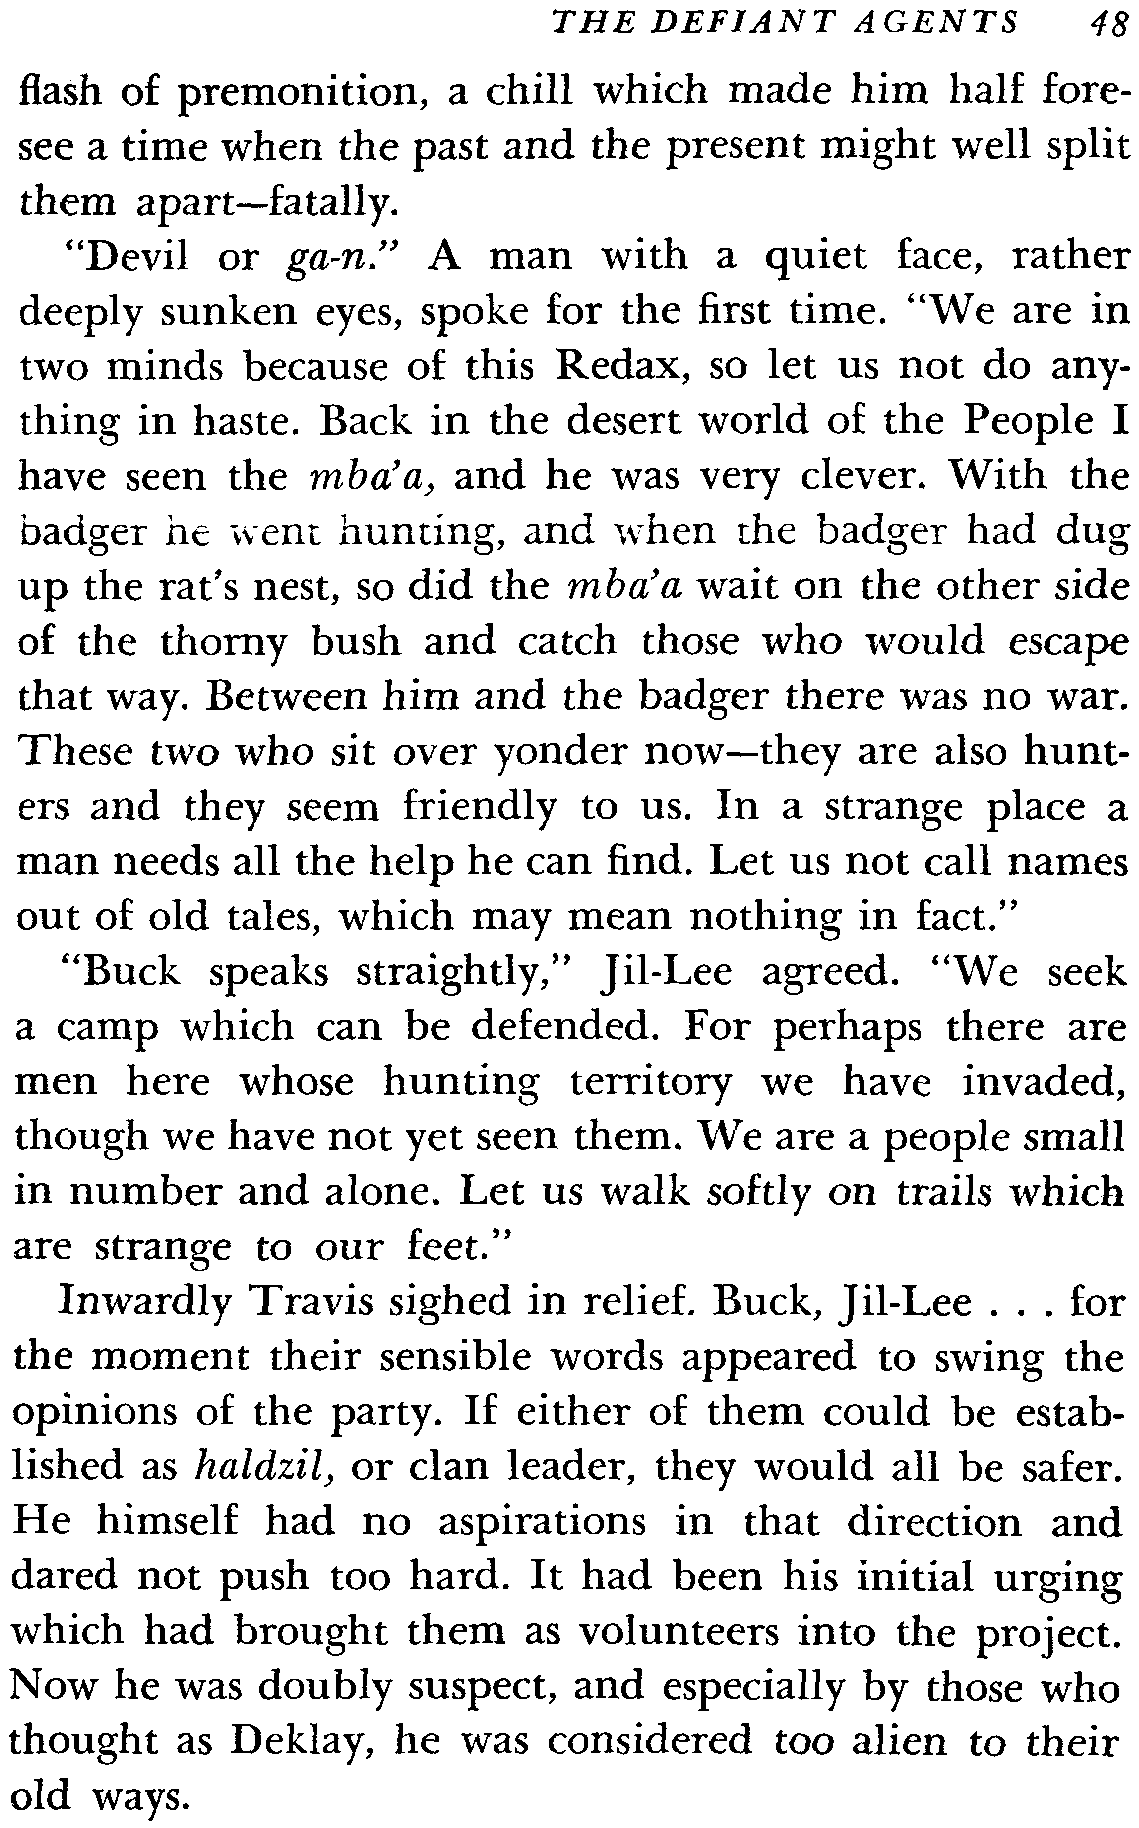 THE DEFIANT AGENTS 48
flash of premonition, a chill which made him half fore-
see a time when the past and the present might well split
them apart—fatally.
"Devil or ga-n." A man with a quiet face, rather
deeply sunken eyes, spoke for the first time. "We are in
two minds because of this Redax, so let us not do any-
thing in haste. Back in the desert world of the People I
have seen the mba'a, and he was very clever. With the
badger he went hunting, and when the badger had dug
up the rat's nest, so did the mba'a wait on the other side
of the thorny bush and catch those who would escape
that way. Between him and the badger there was no war.
These two who sit over yonder now—they are also hunt-
ers and they seem friendly to us. In a strange place a
man needs all the help he can find. Let us not call names
out of old tales, which may mean nothing in fact."
"Buck speaks straightly," Jil-Lee agreed. "We seek
a camp which can be defended. For perhaps there are
men here whose hunting territory we have invaded,
though we have not yet seen them. We are a people small
in number and alone. Let us walk softly on trails which
are strange to our feet."
Inwardly Travis sighed in relief. Buck, Jil-Lee . . . for
the moment their sensible words appeared to swing the
opinions of the party. If either of them could be estab-
lished as haldzil, or clan leader, they would all be safer.
He himself had no aspirations in that direction and
dared not push too hard. It had been his initial urging
which had brought them as volunteers into the project.
Now he was doubly suspect, and especially by those who
thought as Deklay, he was considered too alien to their
old ways.